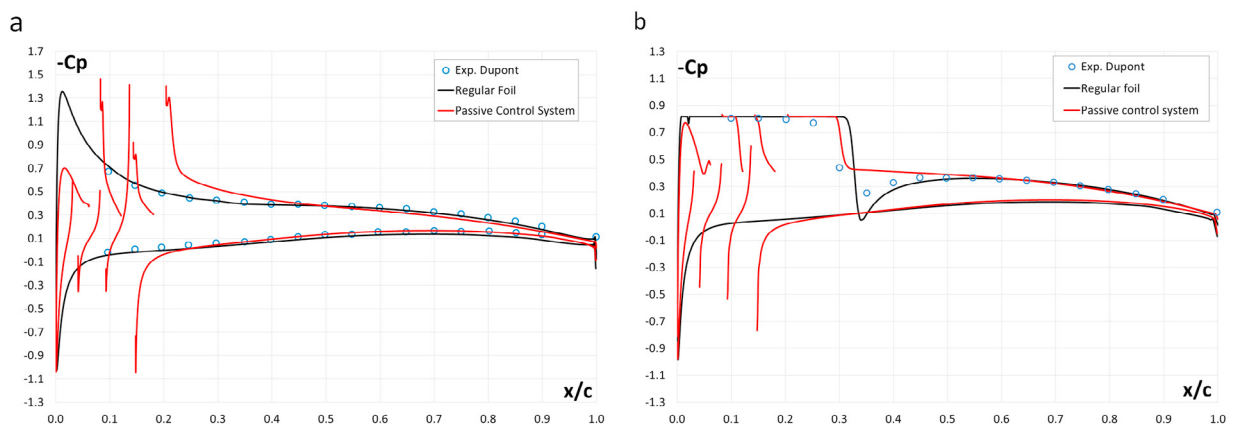 a
1.7
1.5
1.3
1.1
0.9
0.7
0.5
0.3
0.1
-0.1
-0.3
-0.5
-0.7
-0.9
-1.1
-1.3
-Cp
Exp. Dupont
Regular Foil
Passive Control System
x/c
0.0 0.1 0.2 0.3 0.4 0.5 0.6 0.7 0.8 0.9 1.0
b
1.3
1.1
0.9
0.7
0.5
0.3
0.1
-0.1
-0.3
-0.5
-0.7
-0.9
-1.1
-1.3
-Cp
Exp. Dupont
Regular foil
Passive control system
x/c
0.0 0.1 0.2 0.3 0.4 0.5 0.6 0.7 0.8 0.9 1.0